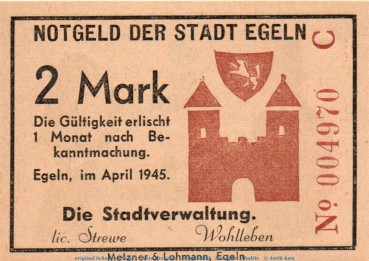 NOTGELD DER STADT EGELN
2 Mark
Die Gültigkeit erlischt
1 Monat nach Be-
kanntmachung.
Egeln, im April 1945.
Die Stadtverwaltung.
lic. Strewe Wohlleben
Melzner & Lohmann, Egeln
No 004970 C